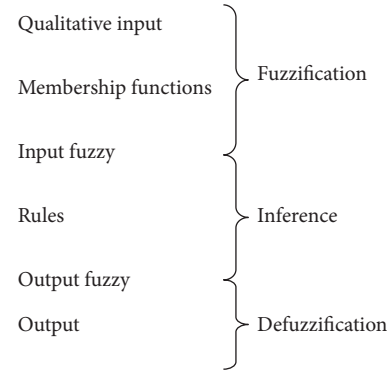 Qualitative input
Fuzzification
Membership functions
Input fuzzy
Rules
Inference
Output fuzzy
Output
Defuzzification